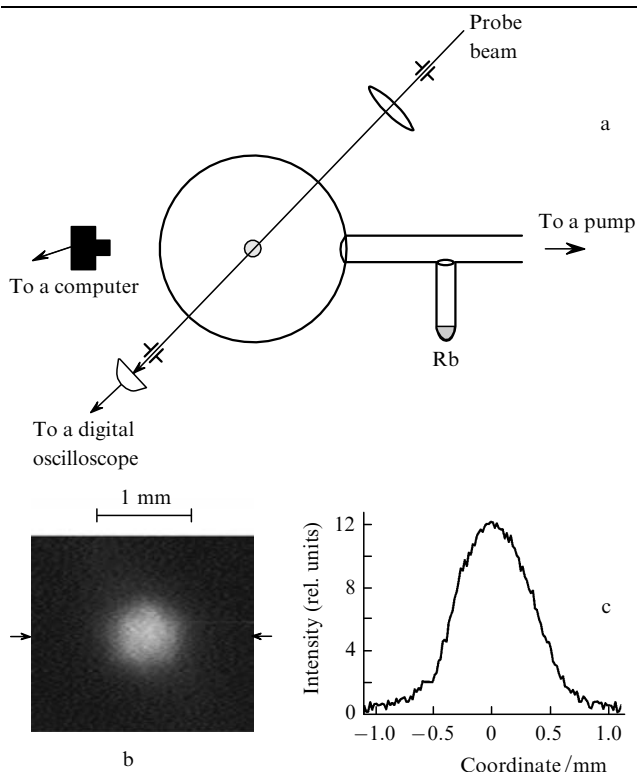 Probe
beam
a
To a pump
To a computer
Rb
To a digital
oscilloscope
1 mm
b
Intensity (rel. units)
12
8
4
0
c
−1.0 −0.5 0 0.5 1.0
Coordinate/mm